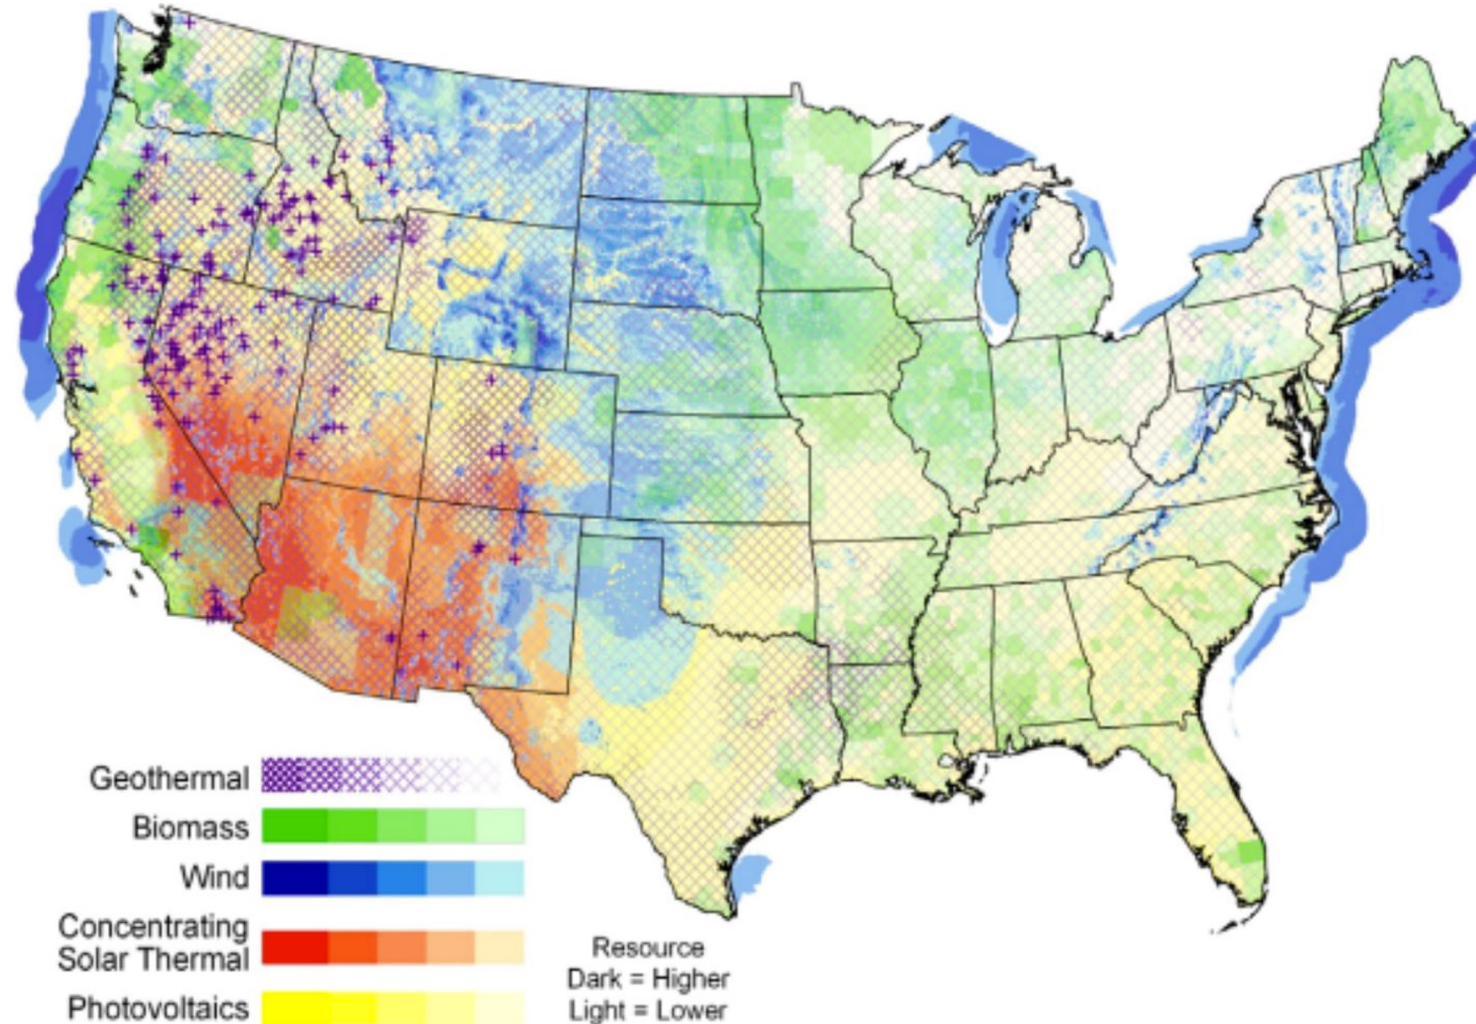 Geothermal
Biomass
Wind
Concentrating
Solar Thermal
Photovoltaics
Resource
Dark = Higher
Light = Lower